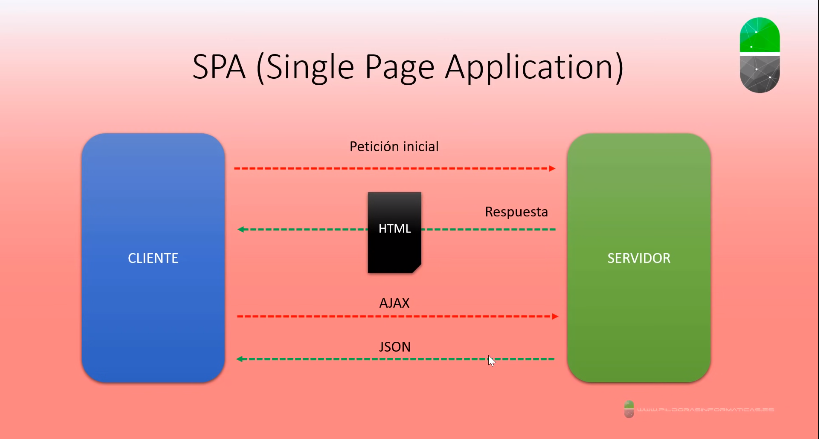 SPA (Single Page Application)
Petición inicial
Respuesta
HTML
CLIENTE
SERVIDOR
AJAX
JSON